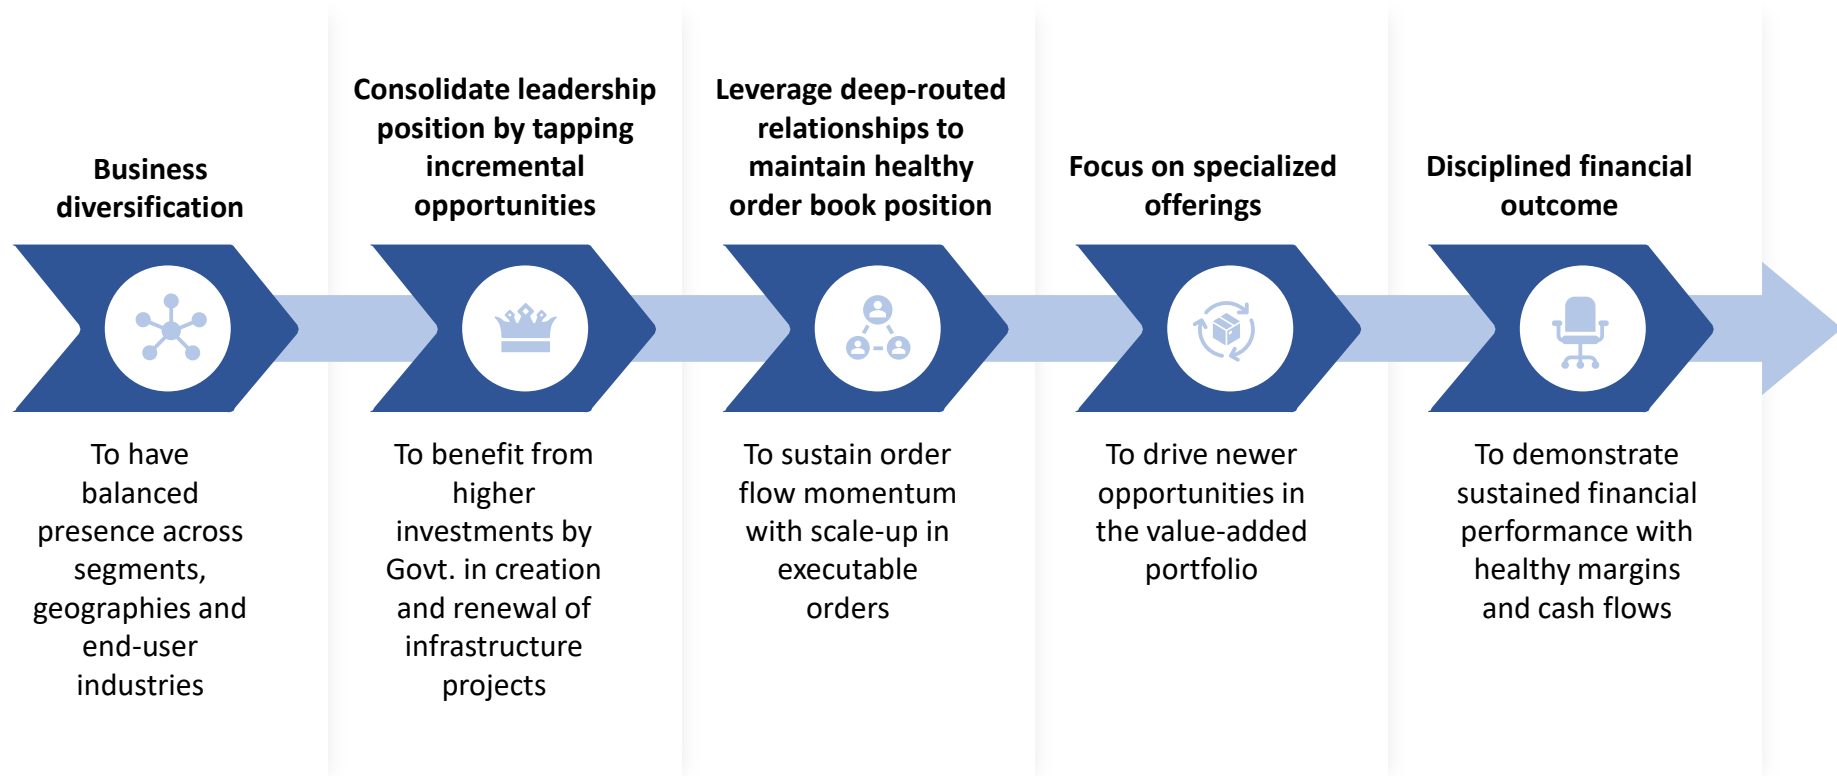 Business
diversification
To have
balanced
presence across
segments,
geographies and
end-user
industries
Consolidate leadership
position by tapping
incremental
opportunities
To benefit from
higher
investments by
Govt. in creation
and renewal of
infrastructure
projects
Leverage deep-routed
relationships to
maintain healthy
order book position
To sustain order
flow momentum
with scale-up in
executable
orders
Focus on specialized
offerings
To drive newer
opportunities in
the value-added
portfolio
Disciplined financial
outcome
To demonstrate
sustained financial
performance with
healthy margins
and cash flows